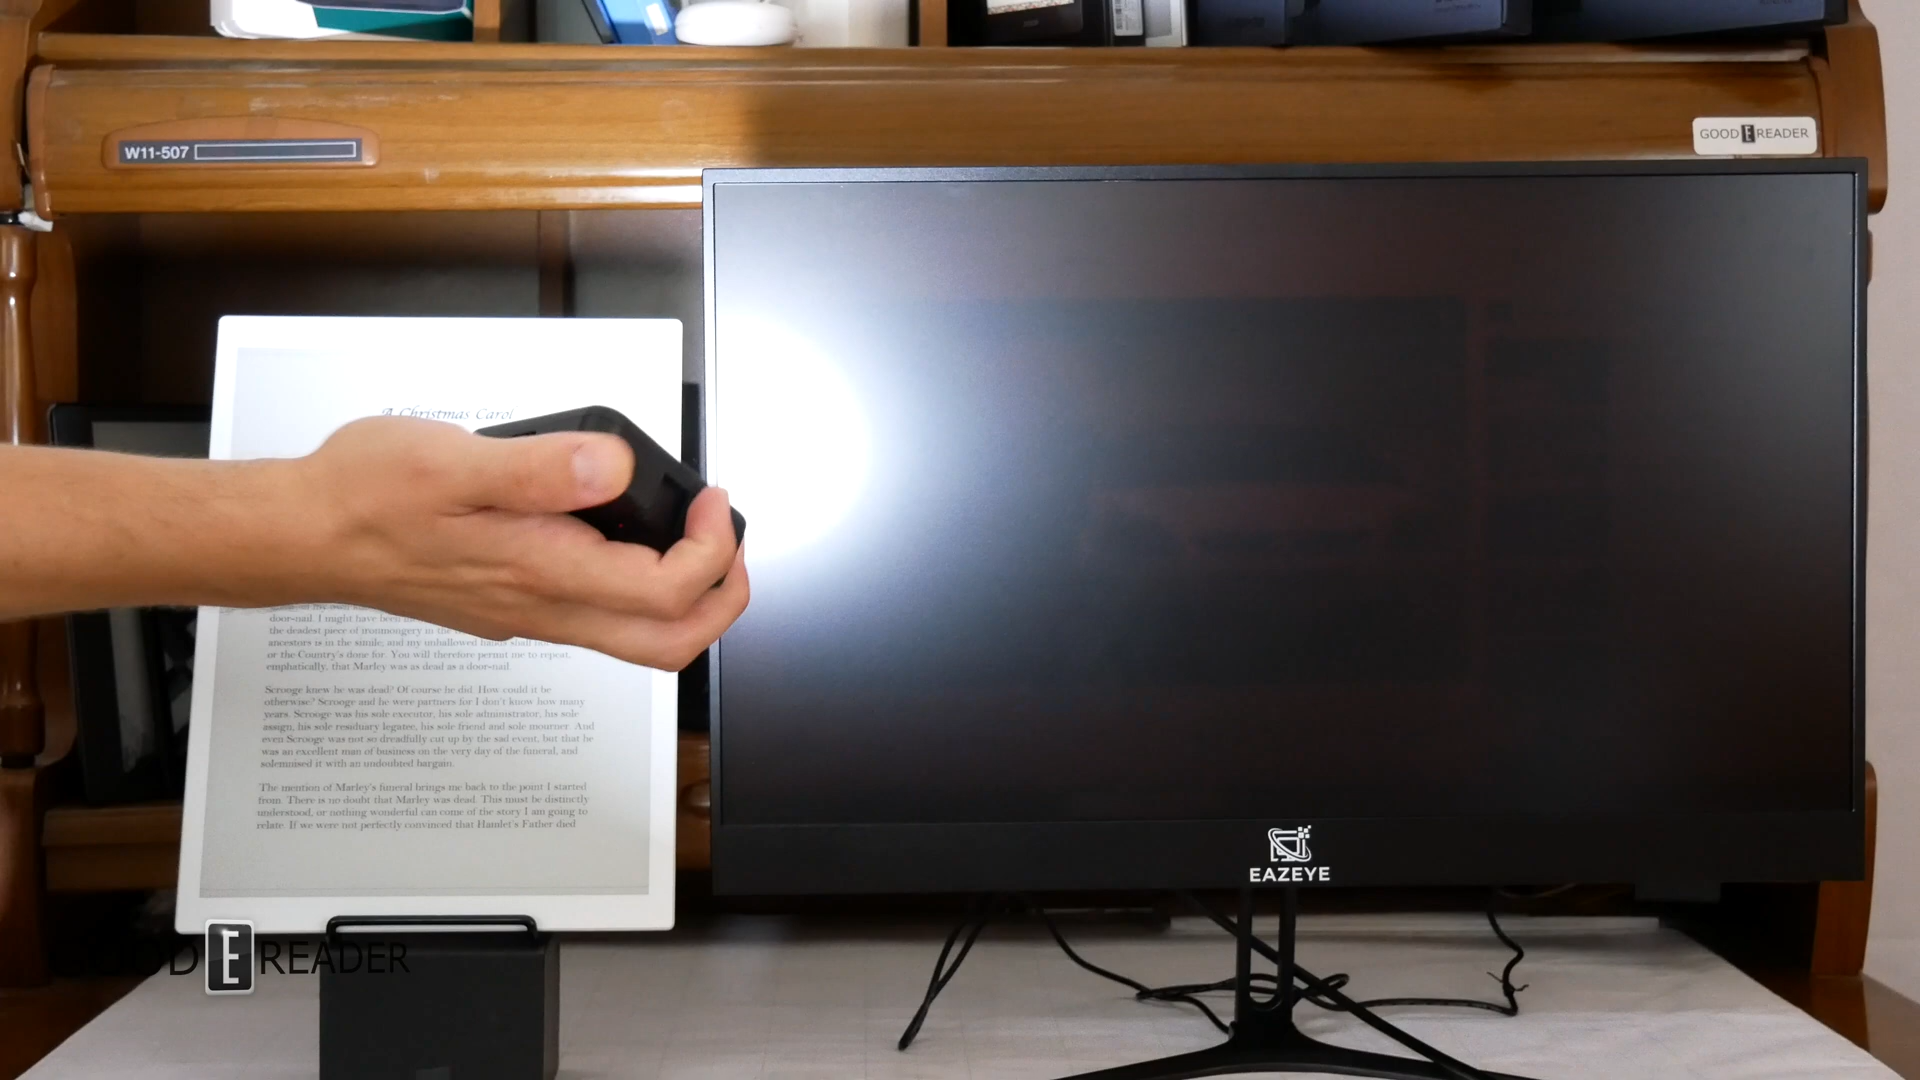 W11-507
GOOD E READER
A Christmas Carol
door-nail. I might have been
the deadest piece of ironmongery in the
ancestors is in the simile; and my unhallowed hands shall
or the Country's done for. You will therefore permit me to repeat,
emphatically, that Marley was as dead as a door-nail.
Scrooge knew he was dead? Of course he did. How could it be
otherwise? Scrooge and he were partners for I don't know how many
years. Scrooge was his sole executor, his sole administrator, his sole
assign, his sole residuary legatee, his sole friend and sole mourner. And
even Scrooge was not so dreadfully cut up by the sad event, but that he
was an excellent man of business on the very day of the funeral, and
solemnised it with an undoubted bargain.
The mention of Marley's funeral brings me back to the point I started
from. There is no doubt that Marley was dead. This must be distinctly
understood, or nothing wonderful can come of the story I am going to
relate. If we were not perfectly convinced that Hamlet's Father died
EAZEYE
GOOD E READER